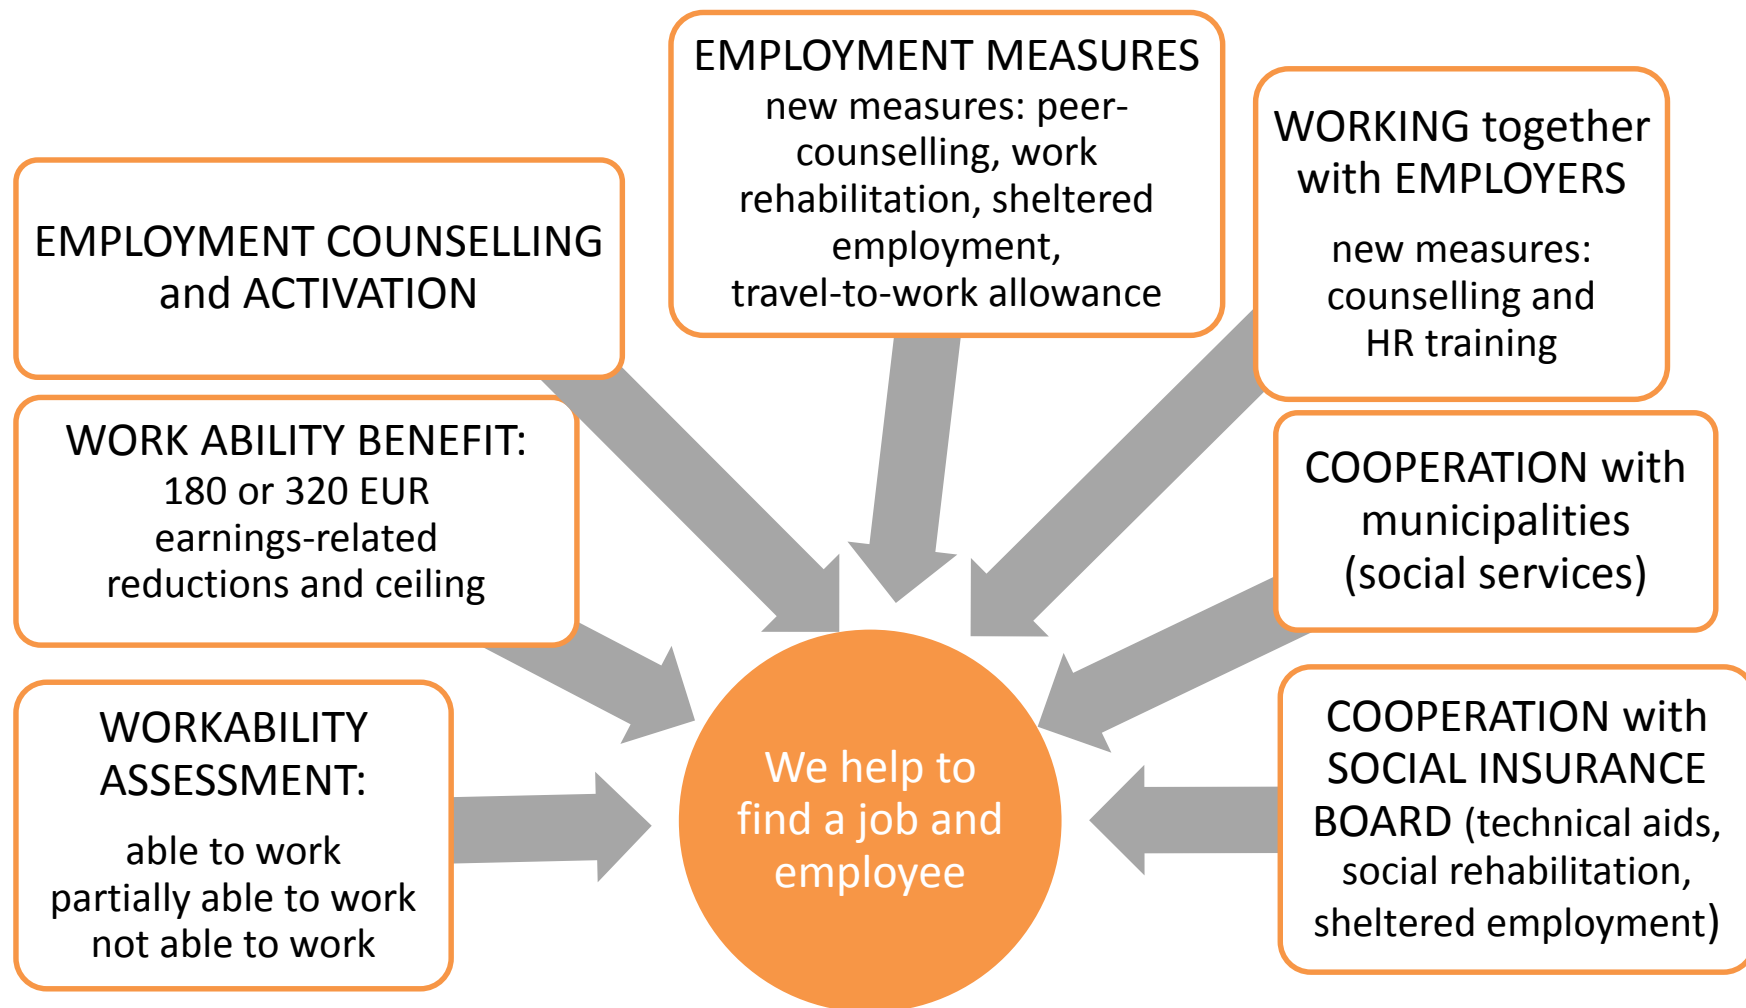 EMPLOYMENT MEASURES
new measures: peer-
counselling, work
rehabilitation, sheltered
employment,
travel-to-work allowance
WORKING together
with EMPLOYERS
new measures:
counselling and
HR training
EMPLOYMENT COUNSELLING
and ACTIVATION
WORK ABILITY BENEFIT:
180 or 320 EUR
earnings-related
reductions and ceiling
COOPERATION with
municipalities
(social services)
WORKABILITY
ASSESSMENT:
able to work
partially able to work
not able to work
We help to
find a job and
employee
COOPERATION with
SOCIAL INSURANCE
BOARD (technical aids,
social rehabilitation,
sheltered employment)